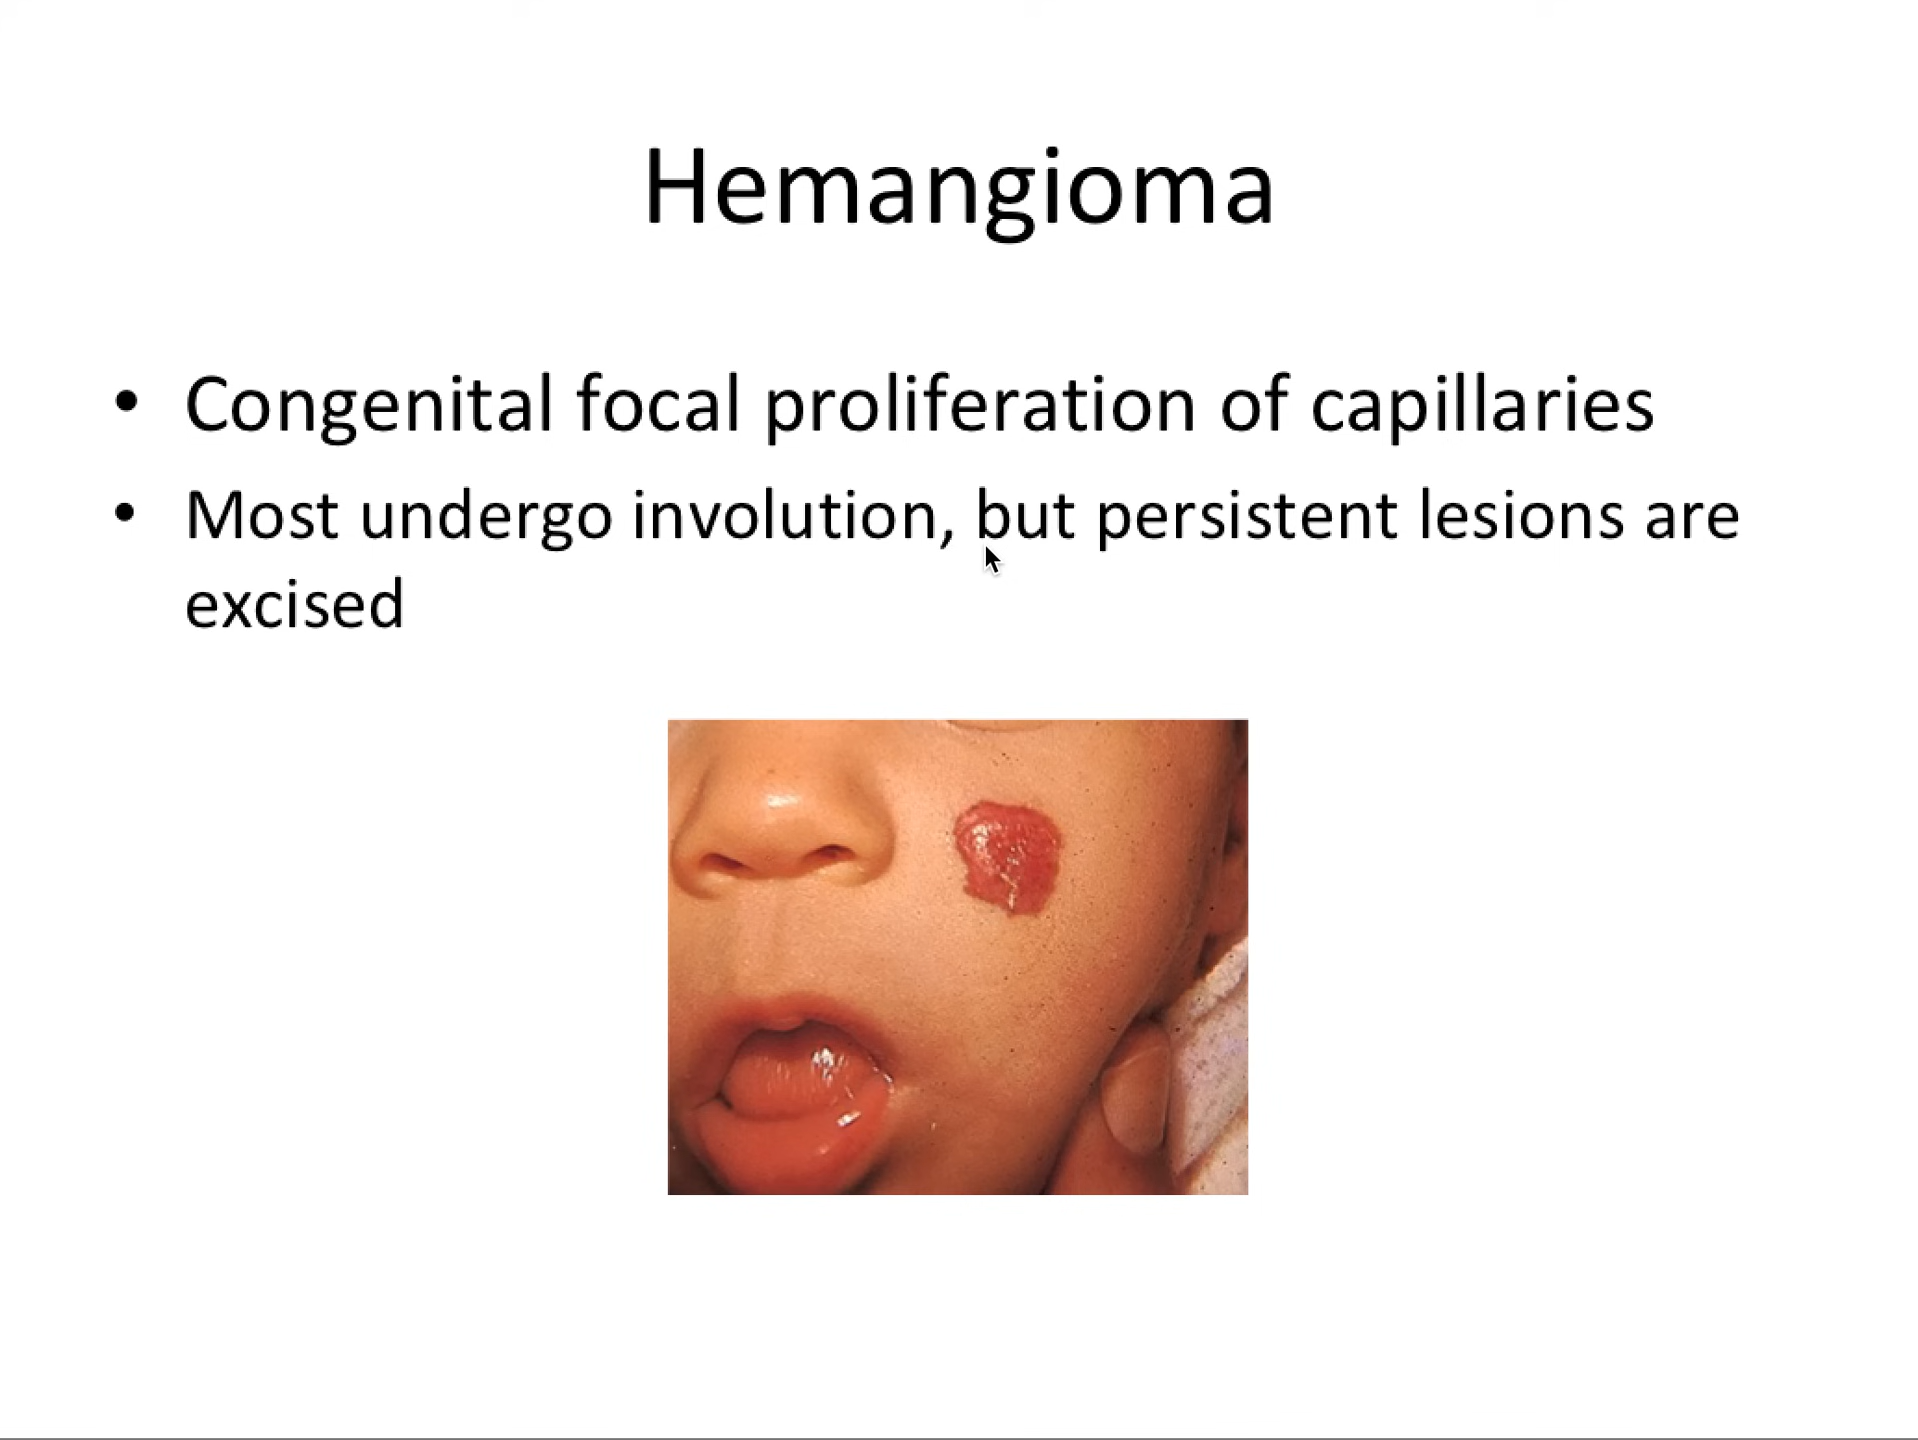 Hemangioma
• Congenital focal proliferation of capillaries
• Most undergo involution, but persistent lesions are
excised